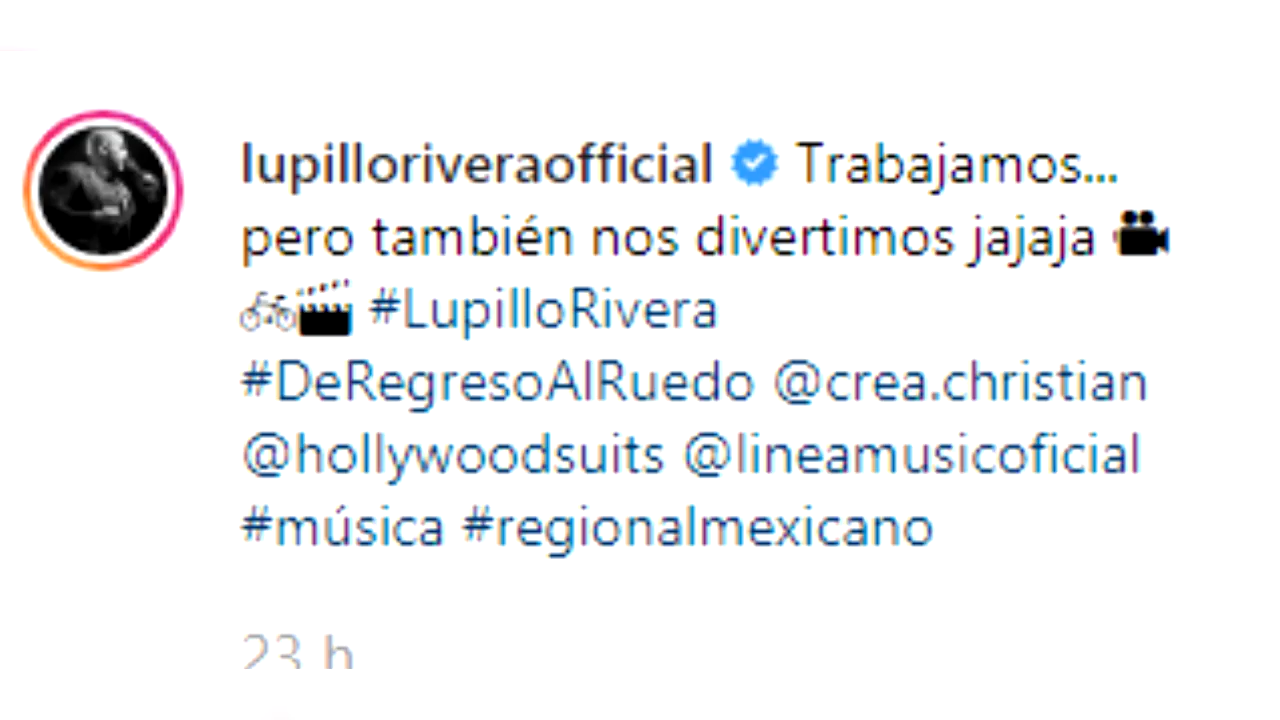 lupilloriveraofficial Trabajamos...
pero también nos divertimos jajaja 🎥
🚲🎬 #LupilloRivera
#DeRegresoAlRuedo @crea.christian
@hollywoodsuits @lineamusicoficial
#música #regionalmexicano
23 h